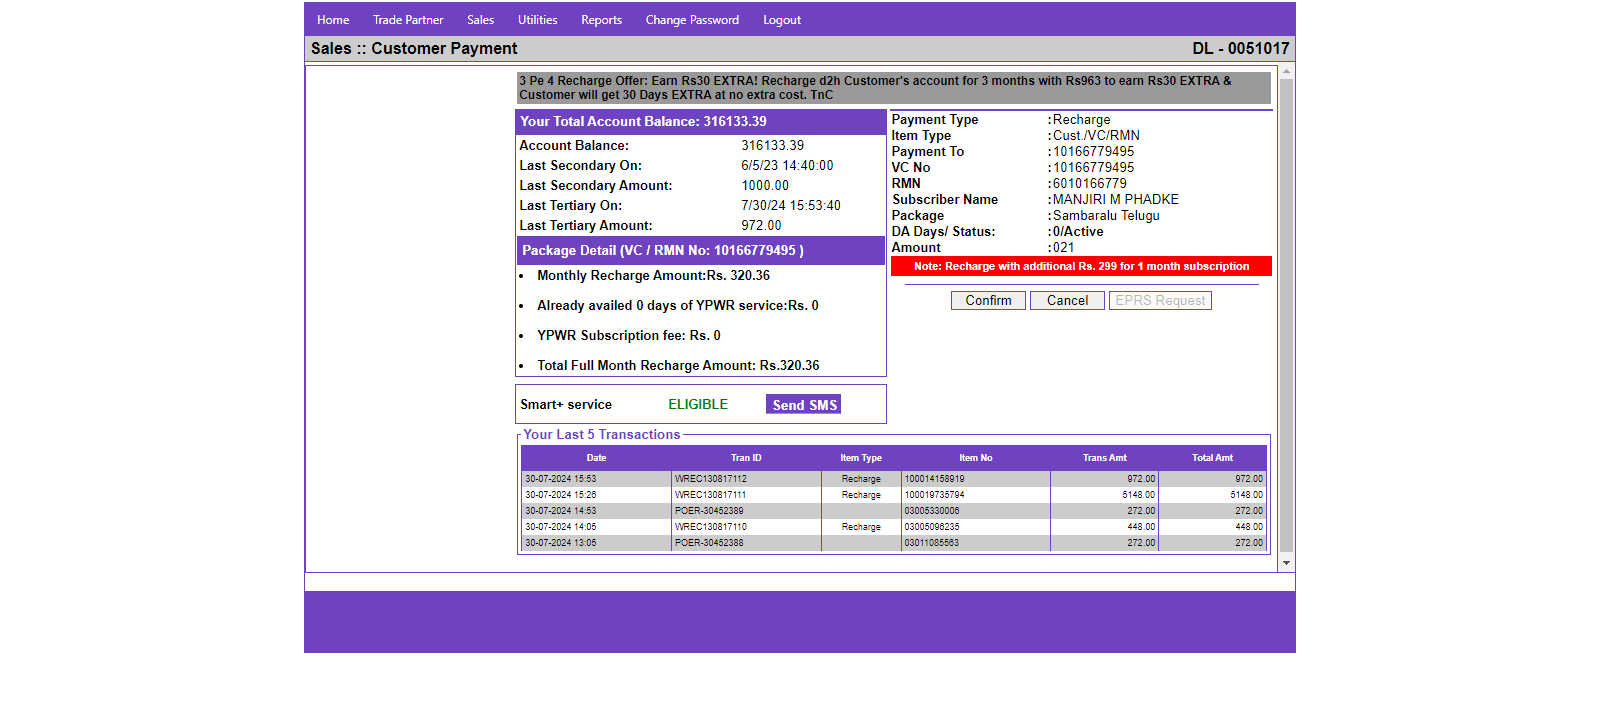 Home Trade Partner Sales Utilities Reports Change Password Logout
Sales :: Customer Payment DL - 0051017
3 Pe 4 Recharge Offer: Earn Rs30 EXTRA! Recharge d2h Customer's account for 3 months with Rs963 to earn Rs30 EXTRA &
Customer will get 30 Days EXTRA at no extra cost. TnC
Your Total Account Balance: 316133.39
Account Balance: 316133.39
Last Secondary On: 6/5/23 14:40:00
Last Secondary Amount: 1000.00
Last Tertiary On: 7/30/24 15:53:40
Last Tertiary Amount: 972.00
Package Detail (VC / RMN No: 10166779495 )
• Monthly Recharge Amount:Rs. 320.36
• Already availed 0 days of YPWR service:Rs. 0
• YPWR Subscription fee: Rs. 0
• Total Full Month Recharge Amount: Rs.320.36
Smart+ service ELIGIBLE Send SMS
Payment Type :Recharge
Item Type :Cust./VC/RMN
Payment To :10166779495
VC No :10166779495
RMN :6010166779
Subscriber Name :MANJIRI M PHADKE
Package :Sambaralu Telugu
DA Days/ Status: :0/Active
Amount :021
Note: Recharge with additional Rs. 299 for 1 month subscription
Confirm Cancel EPRS Request
Your Last 5 Transactions
Date Tran ID Item Type Item No Trans Amt Total Amt
30-07-2024 15:53 WREC130817112 Recharge 100014158919 972.00 972.00
30-07-2024 15:26 WREC130817111 Recharge 100019735794 5148.00 5148.00
30-07-2024 14:53 POER-30452389 03005330006 272.00 272.00
30-07-2024 14:05 WREC130817110 Recharge 03005096235 448.00 448.00
30-07-2024 13:05 POER-30452388 03011085563 272.00 272.00